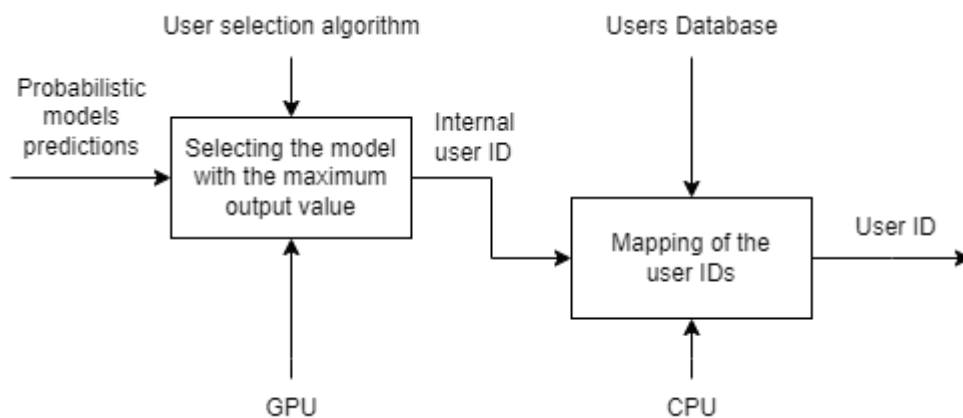 User selection algorithm
Users Database
Probabilistic
models
predictions
Selecting the model
with the maximum
output value
Internal
user ID
Mapping of the
user IDs
User ID
GPU
CPU